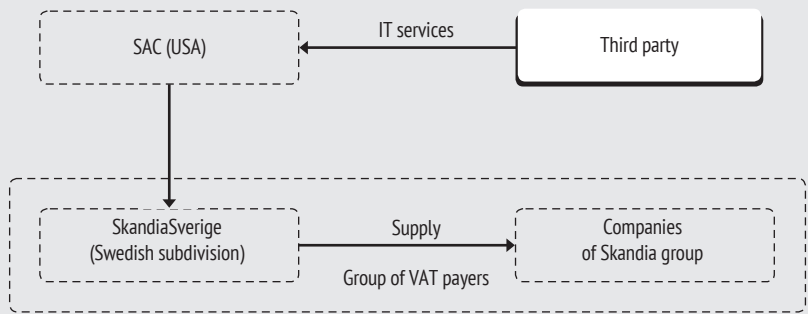 IT services
SAC (USA)
Third party
SkandiaSverige
(Swedish subdivision)
Supply
Companies
of Skandia group
Group of VAT payers